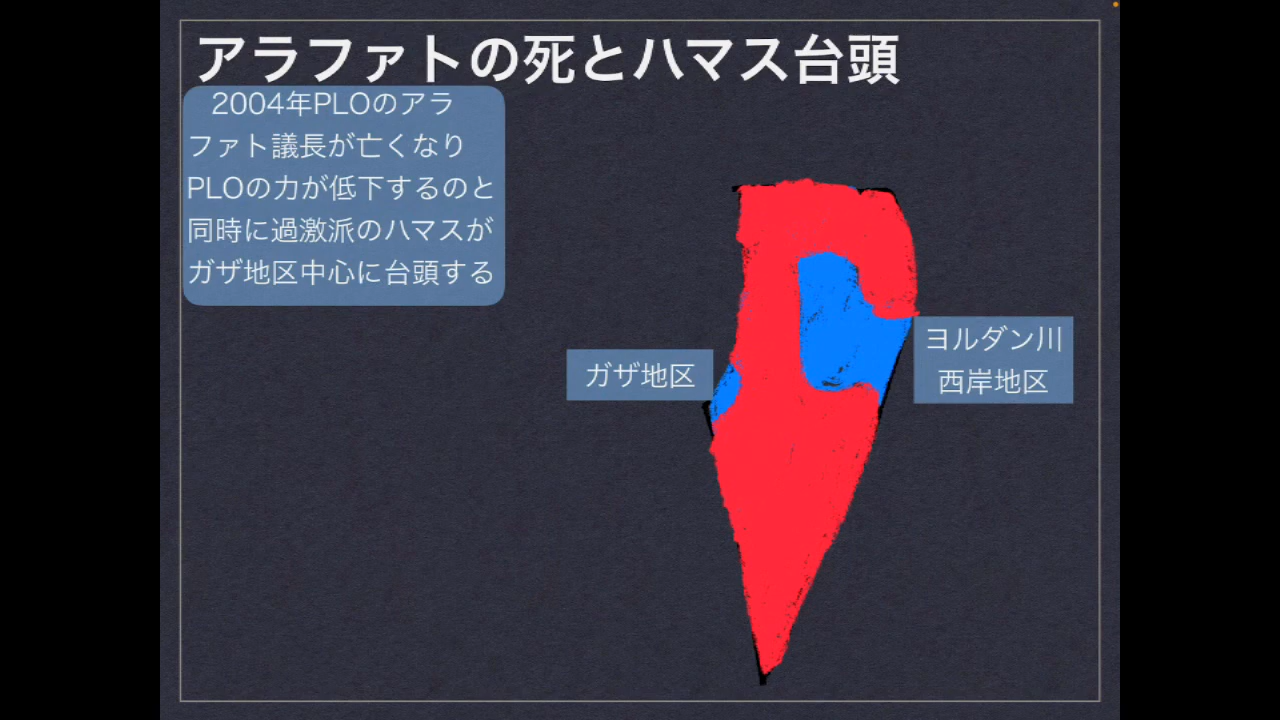 アラファトの死とハマス台頭
2004年PLOのアラ
ファト議長が亡くなり
PLOの力が低下するのと
同時に過激派のハマスが
ガザ地区中心に台頭する
ガザ地区
ヨルダン川
西岸地区